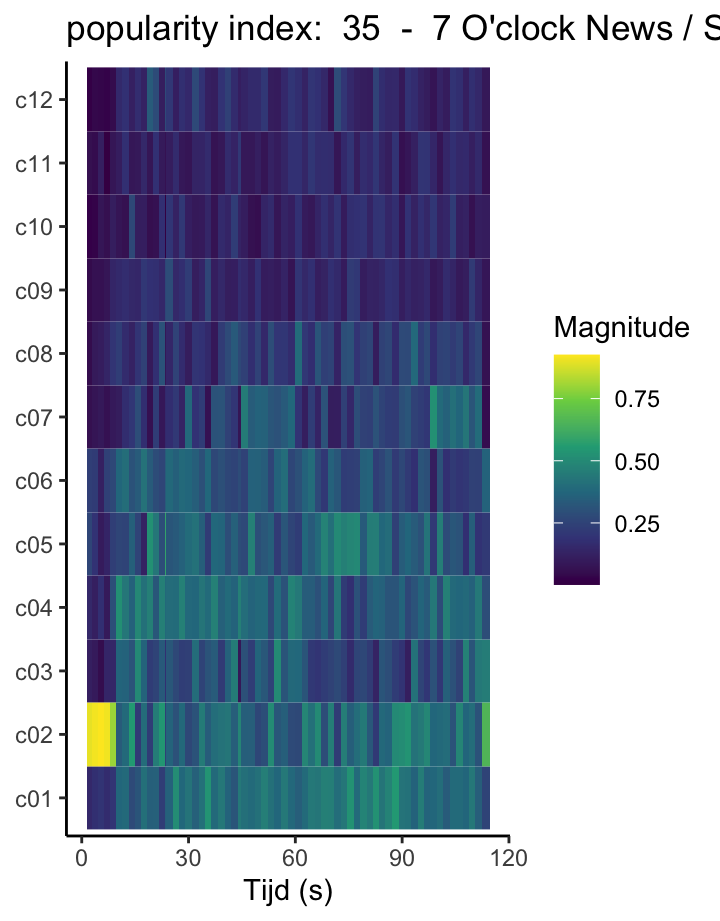 popularity index: 35 - 7 O'clock News / S
c12
c11
c10
c09
c08
c07
c06
c05
c04
c03
c02
c01
0 30 60 90 120
Tijd (s)
Magnitude
0.75
0.50
0.25